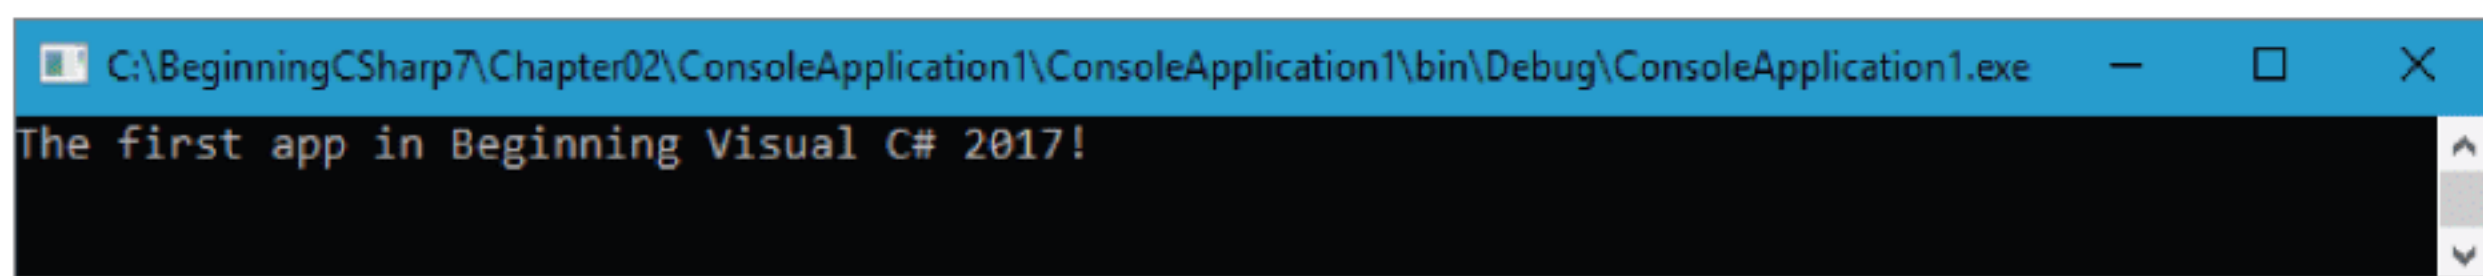 C:\BeginningCSharp7\Chapter02\ConsoleApplication1\ConsoleApplication1\bin\Debug\ConsoleApplication1.exe
The first app in Beginning Visual C# 2017!